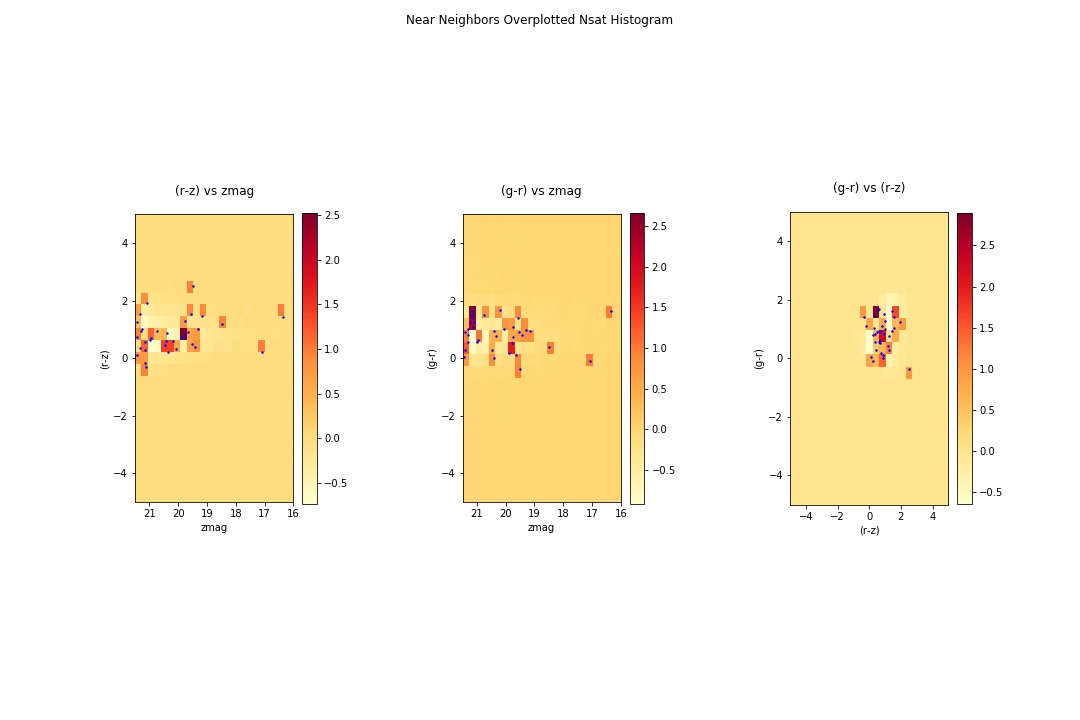 Near Neighbors Overplotted Nsat Histogram
(r-z) vs zmag
4
2
0
−2
−4
(r-z)
21 20 19 18 17 16
zmag
2.5
2.0
1.5
1.0
0.5
0.0
−0.5
(g-r) vs zmag
4
2
0
−2
−4
(g-r)
21 20 19 18 17 16
zmag
2.5
2.0
1.5
1.0
0.5
0.0
−0.5
(g-r) vs (r-z)
4
2
0
−2
−4
(g-r)
−4 −2 0 2 4
(r-z)
2.5
2.0
1.5
1.0
0.5
0.0
−0.5